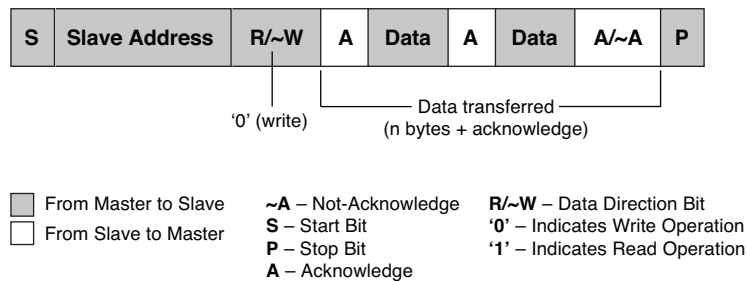 S Slave Address R/~W A Data A Data A/~A P
'0' (write)
Data transferred
(n bytes + acknowledge)
From Master to Slave
From Slave to Master
~A – Not-Acknowledge
S – Start Bit
P – Stop Bit
A – Acknowledge
R/~W – Data Direction Bit
'0' – Indicates Write Operation
'1' – Indicates Read Operation